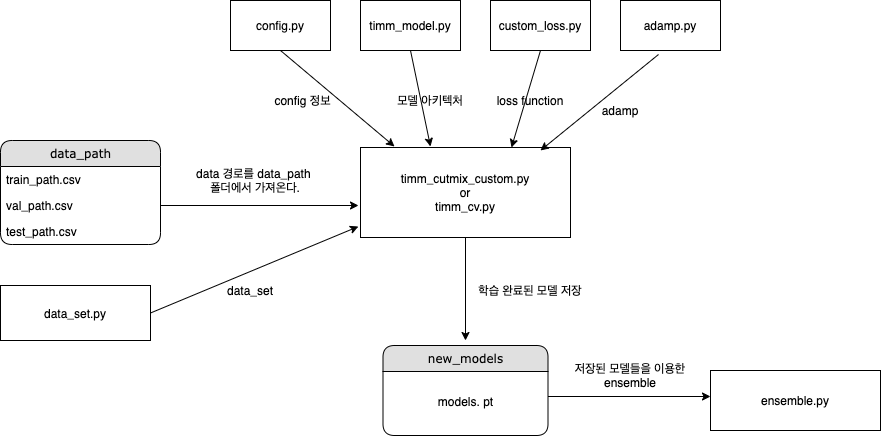 config.py
timm_model.py
custom_loss.py
adamp.py
config 정보
모델 아키텍처
loss function
adamp
data_path
train_path.csv
val_path.csv
test_path.csv
data 경로를 data_path
폴더에서 가져온다.
timm_cutmix_custom.py
or
timm_cv.py
data_set.py
data_set
학습 완료된 모델 저장
new_models
models. pt
저장된 모델들을 이용한
ensemble
ensemble.py